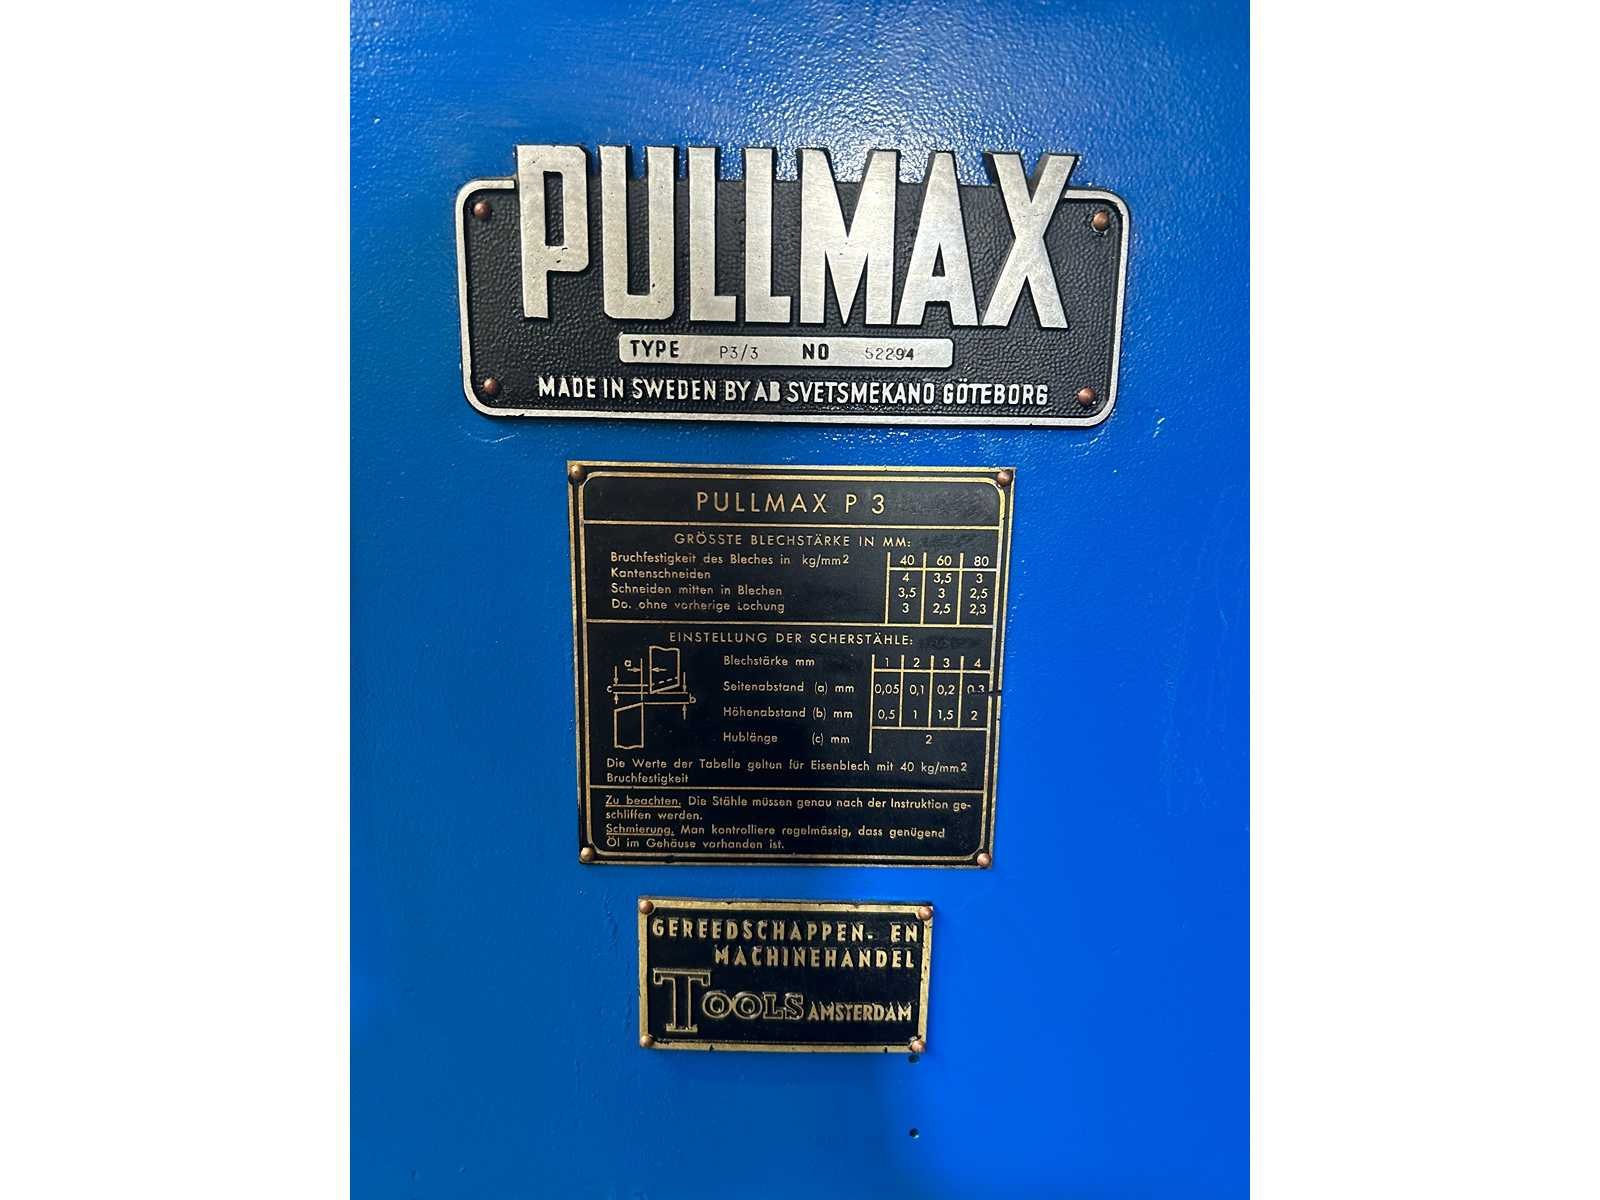 PULLMAX
TYPE P3/3 NO 52294
MADE IN SWEDEN BY AB SVETSMEKANO GÖTEBORG
PULLMAX P 3
GRÖSSTE BLECHSTÄRKE IN MM:
Bruchfestigkeit des Bleches in kg/mm2 40 60 80
Kantenschneiden 4 3,5 3
Schneiden mitten in Blechen 3,5 3 2,5
Do. ohne vorherige Lochung 3 2,5 2,3
EINSTELLUNG DER SCHERSTÄHLE:
a
c
b
Blechstärke mm 1 2 3 4
Seitenabstand (a) mm 0,05 0,1 0,2 0,3
Höhenabstand (b) mm 0,5 1 1,5 2
Hublänge (c) mm 2
Die Werte der Tabelle gelten für Eisenblech mit 40 kg/mm2
Bruchfestigkeit
Zu beachten. Die Stähle müssen genau nach der Instruktion ge-
schliffen werden.
Schmierung. Man kontrolliere regelmässig, dass genügend
Öl im Gehäuse vorhanden ist.
GEREEDSCHAPPEN- EN
MACHINEHANDEL
TOOLS AMSTERDAM